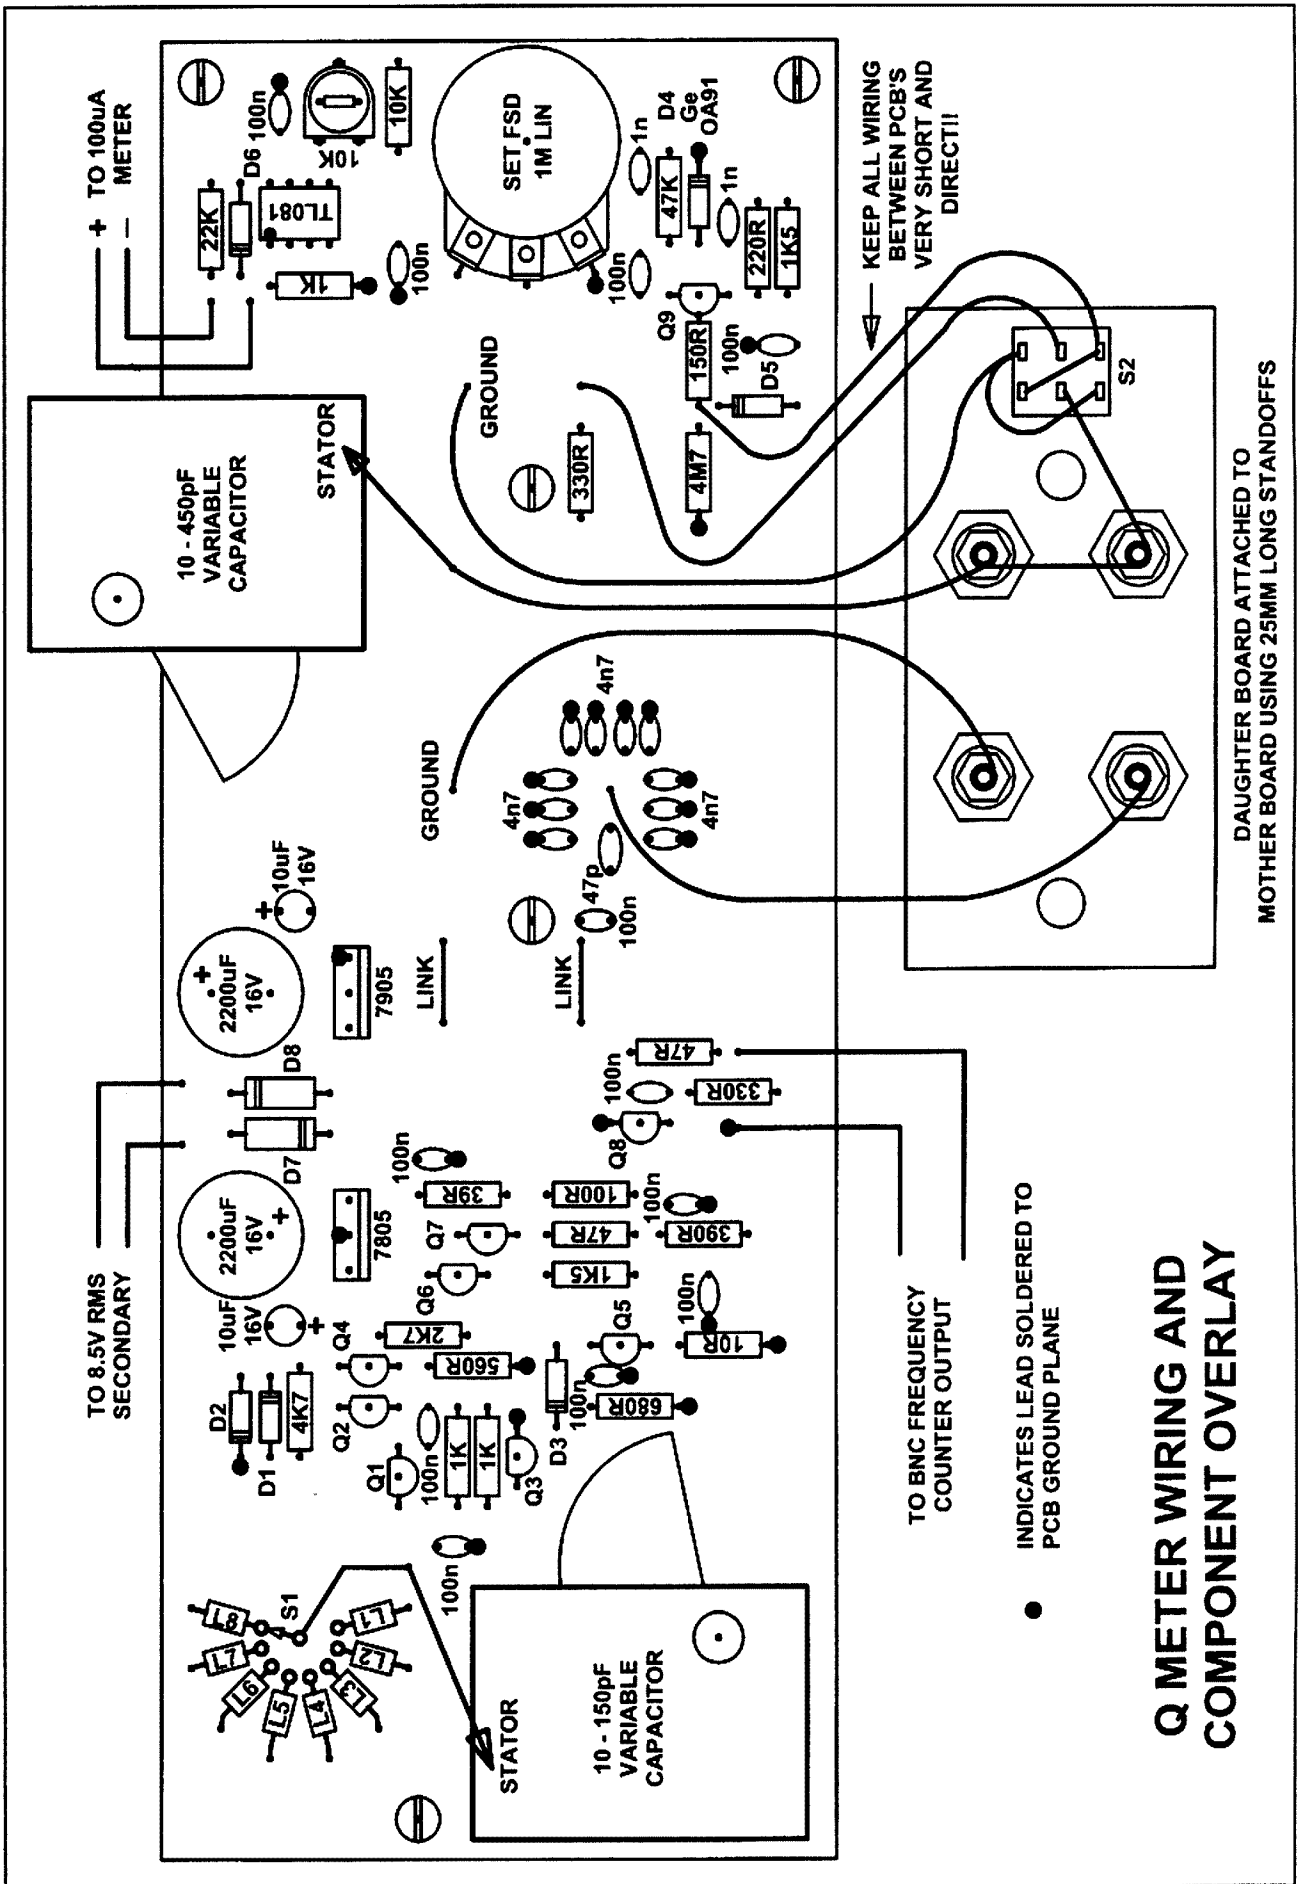 TO 100uA
METER
+
–
22K
D6
100n
TL081
10K
10K
1K
100n
SET FSD
1M LIN
1n
D4
Ge
OA91
47K
1n
100n
220R
1K5
Q9
150R
100n
D5
KEEP ALL WIRING
BETWEEN PCB'S
VERY SHORT AND
DIRECT!!
10 - 450pF
VARIABLE
CAPACITOR
STATOR
GROUND
330R
4M7
S2
DAUGHTER BOARD ATTACHED TO
MOTHER BOARD USING 25MM LONG STANDOFFS
GROUND
4n7
4n7
4n7
47p
100n
+
10uF
16V
+
2200uF
16V
7905
LINK
LINK
D8
D7
TO 8.5V RMS
SECONDARY
47R
100n
330R
Q8
100n
39R
100R
100n
Q7
47R
390R
2200uF
16V
+
7805
Q6
1K5
100n
10uF
16V
+
Q4
2K7
Q5
10R
560R
D2
D1
4K7
Q2
100n
1K
1K
Q1
Q3
D3
100n
680R
TO BNC FREQUENCY
COUNTER OUTPUT
INDICATES LEAD SOLDERED TO
PCB GROUND PLANE
100n
S1
L8
L7
L6
L5
L4
L3
L2
L1
STATOR
10 - 150pF
VARIABLE
CAPACITOR
Q METER WIRING AND
COMPONENT OVERLAY